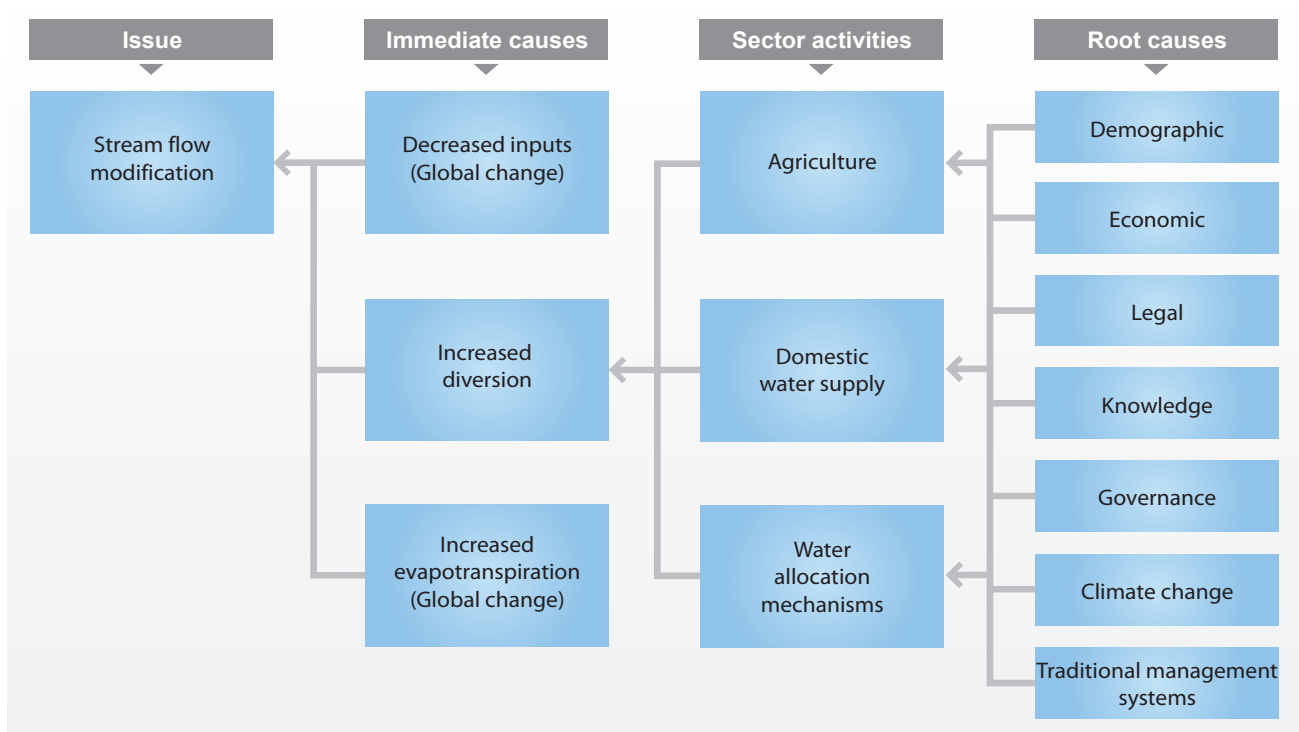 Issue
Immediate causes
Sector activities
Root causes
Stream flow
modification
Decreased inputs
(Global change)
Increased
diversion
Increased
evapotranspiration
(Global change)
Agriculture
Domestic
water supply
Water
allocation
mechanisms
Demographic
Economic
Legal
Knowledge
Governance
Climate change
Traditional management
systems